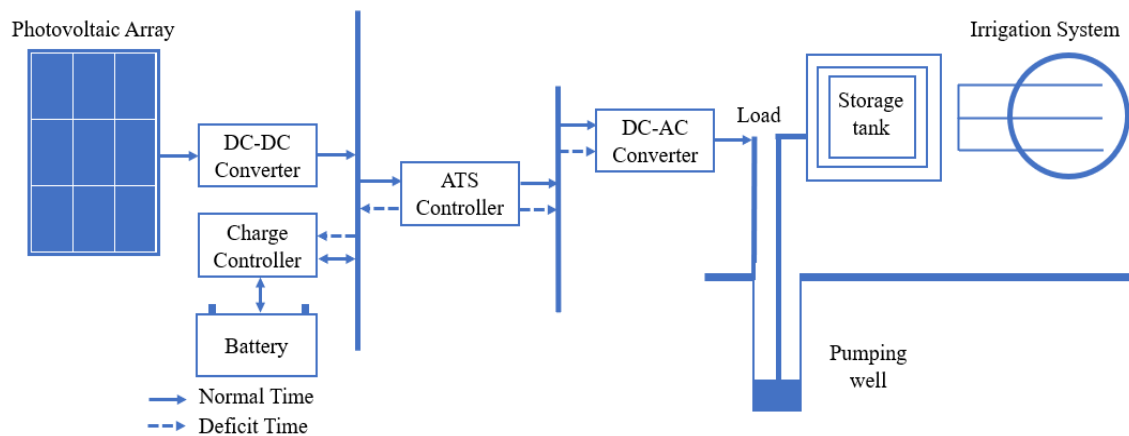 Photovoltaic Array
Irrigation System
Storage
tank
Load
DC-DC
Converter
DC-AC
Converter
ATS
Controller
Charge
Controller
Battery
Pumping
well
Normal Time
Deficit Time